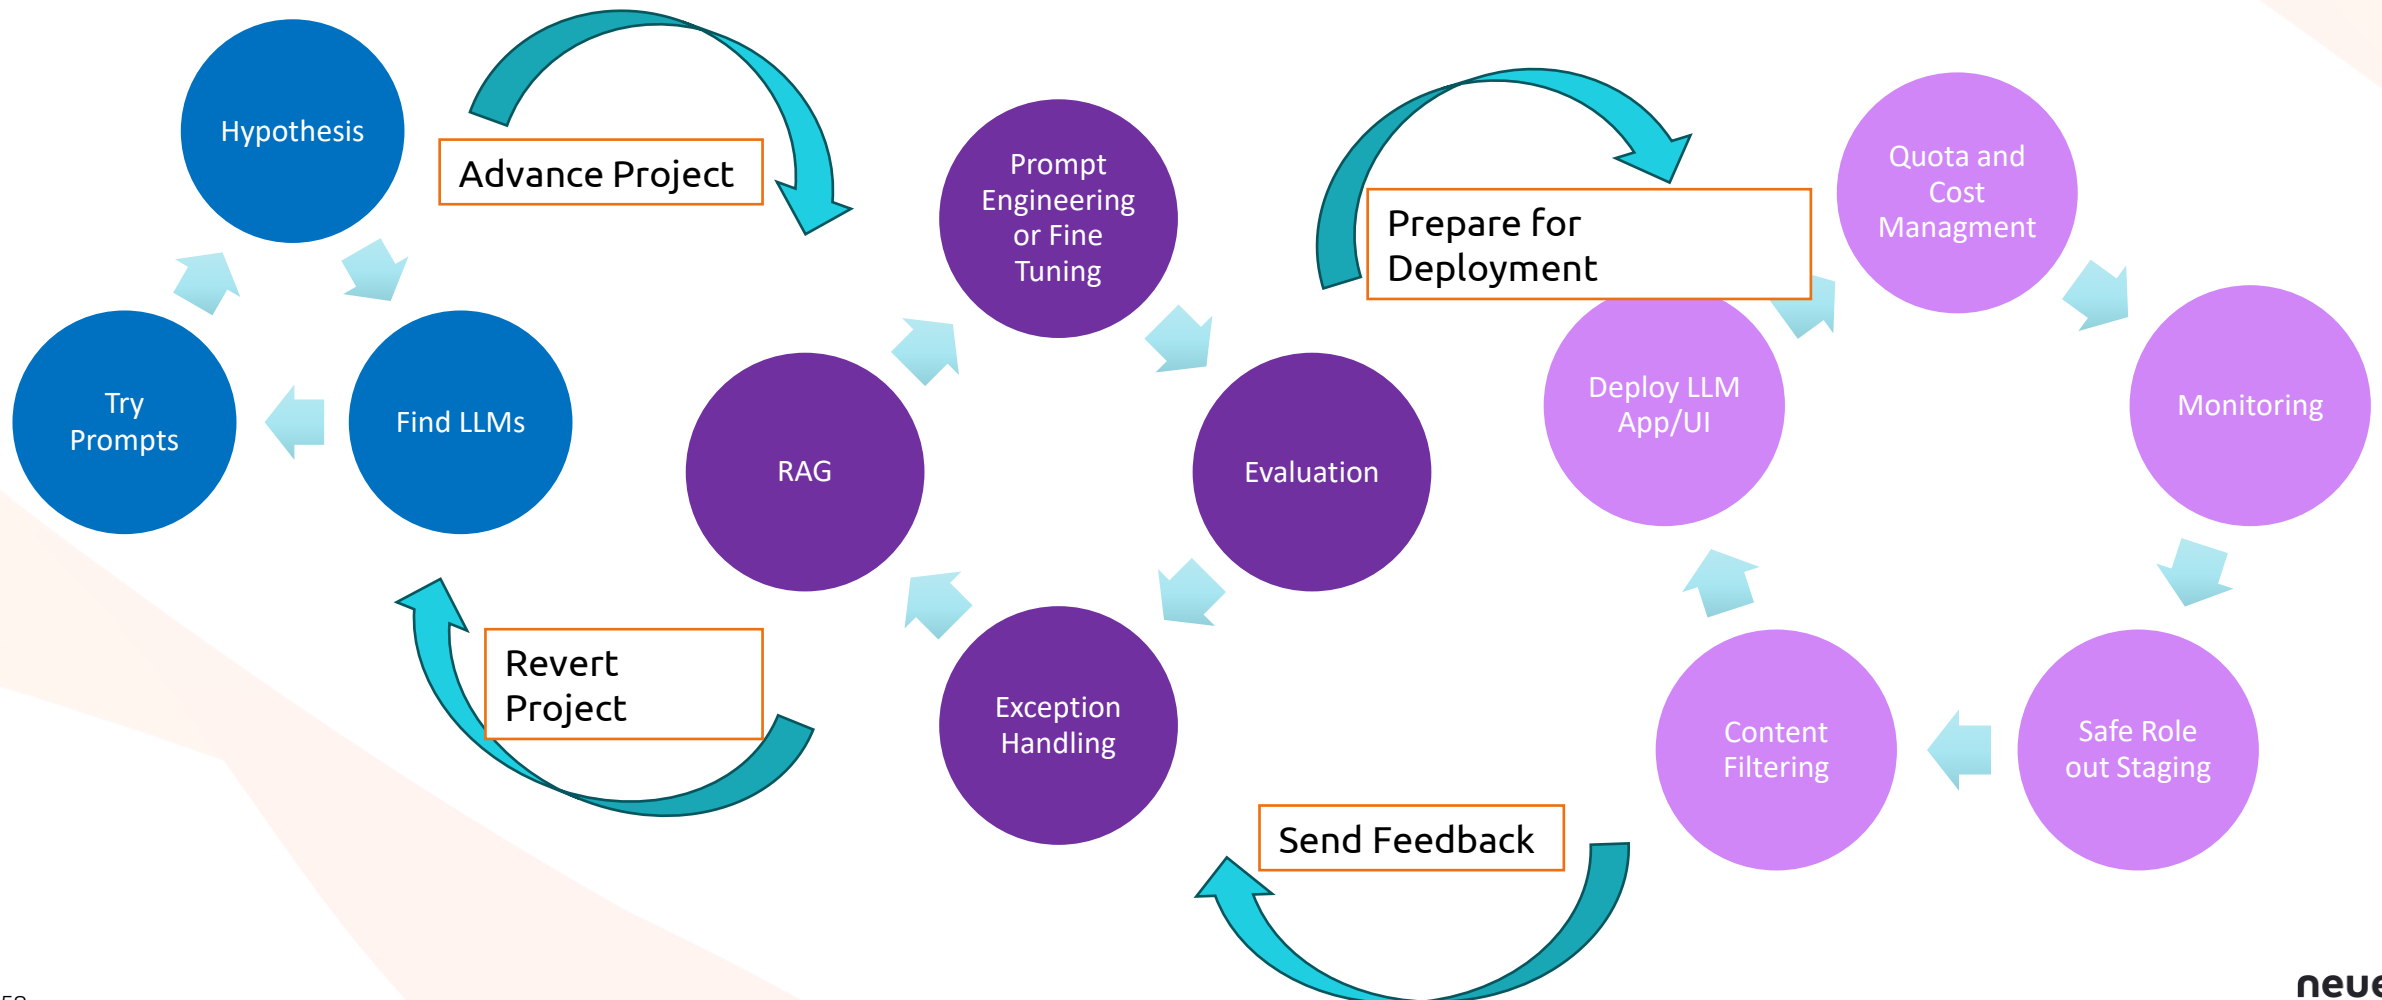 Hypothesis
Try
Prompts
Find LLMs
Advance Project
Revert
Project
Prompt
Engineering
or Fine
Tuning
RAG
Evaluation
Exception
Handling
Prepare for
Deployment
Send Feedback
Quota and
Cost
Managment
Deploy LLM
App/UI
Monitoring
Content
Filtering
Safe Role
out Staging
neue